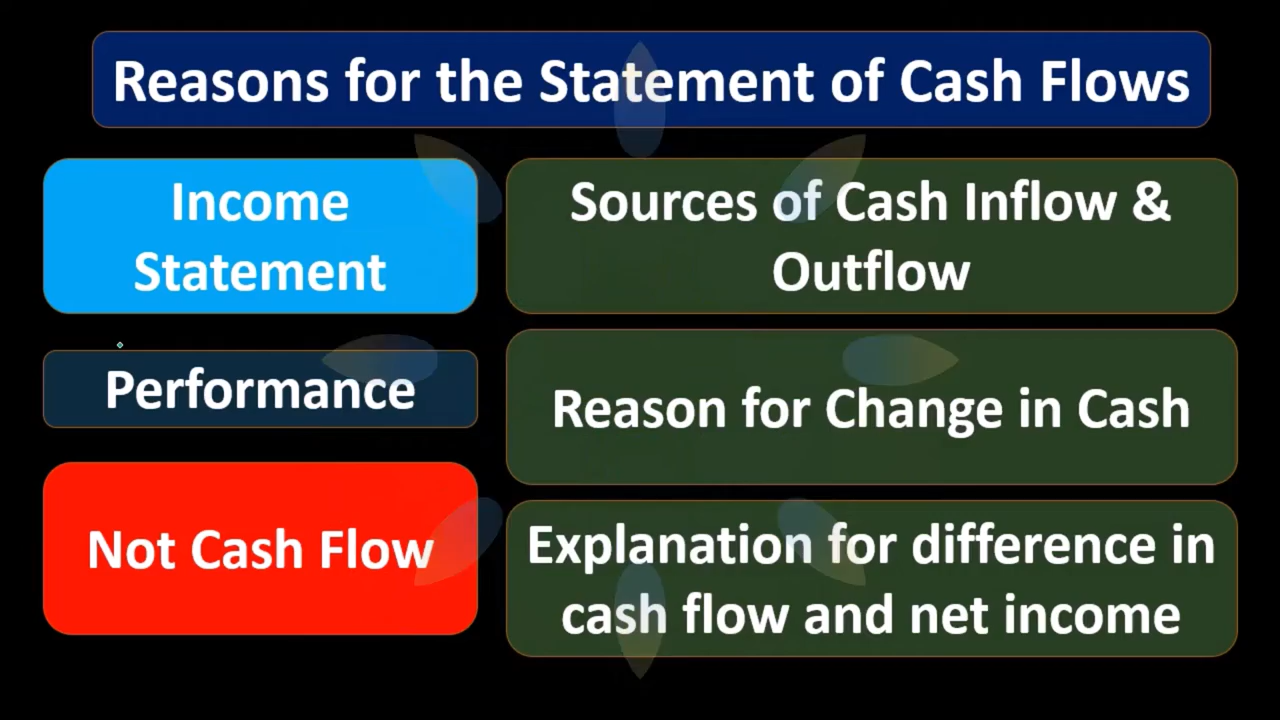 Reasons for the Statement of Cash Flows
Income
Statement
Performance
Not Cash Flow
Sources of Cash Inflow &
Outflow
Reason for Change in Cash
Explanation for difference in
cash flow and net income